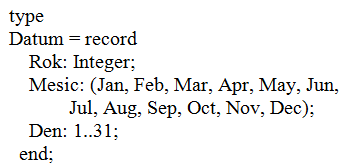 type
Datum = record
Rok: Integer;
Mesic: (Jan, Feb, Mar, Apr, May, Jun,
Jul, Aug, Sep, Oct, Nov, Dec);
Den: 1..31;
end;